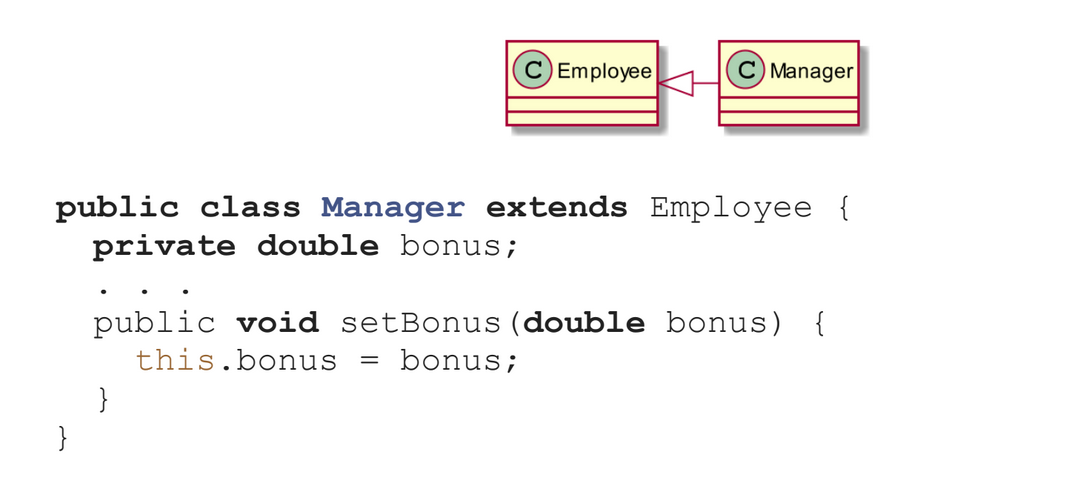 C Employee
C Manager
public class Manager extends Employee {
private double bonus;
. . .
public void setBonus(double bonus) {
this.bonus = bonus;
}
}